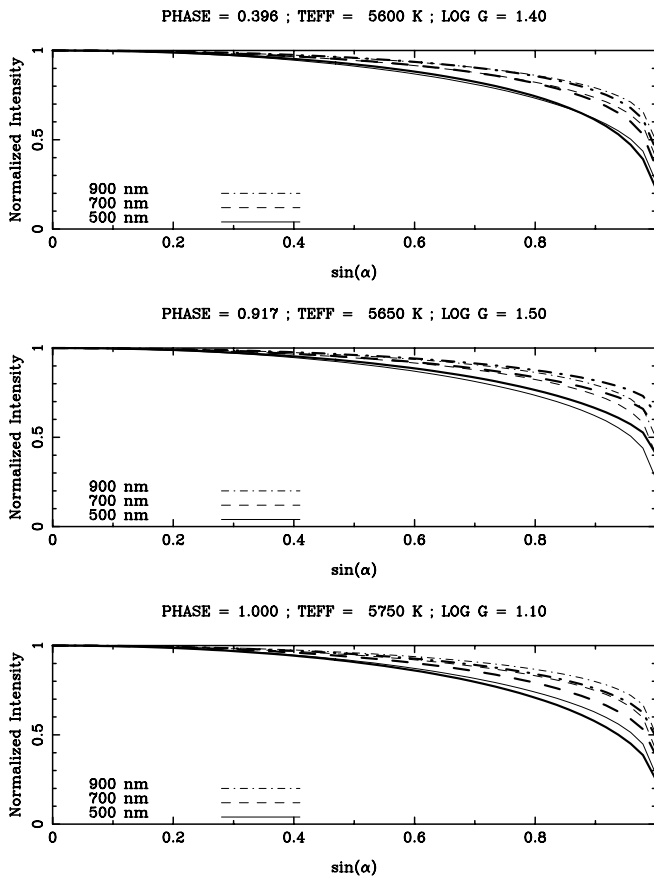 PHASE = 0.396 ; TEFF = 5600 K ; LOG G = 1.40
Normalized Intensity
1
0.5
0
900 nm
700 nm
500 nm
0 0.2 0.4 0.6 0.8
sin(α)
PHASE = 0.917 ; TEFF = 5650 K ; LOG G = 1.50
Normalized Intensity
1
0.5
0
900 nm
700 nm
500 nm
0 0.2 0.4 0.6 0.8
sin(α)
PHASE = 1.000 ; TEFF = 5750 K ; LOG G = 1.10
Normalized Intensity
1
0.5
0
900 nm
700 nm
500 nm
0 0.2 0.4 0.6 0.8
sin(α)